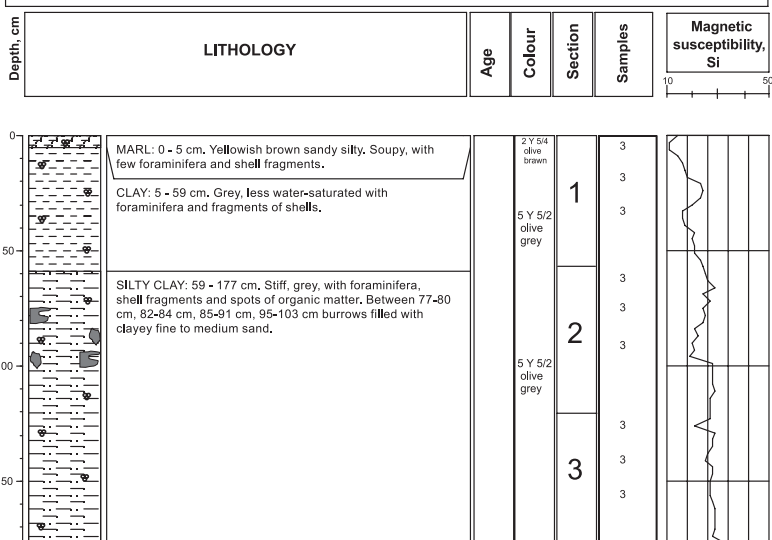 Depth, cm
LITHOLOGY
Age
Colour
Section
Samples
Magnetic
susceptibility,
Si
10
50
0
50
00
50
MARL: 0 - 5 cm. Yellowish brown sandy silty. Soupy, with
few foraminifera and shell fragments.
CLAY: 5 - 59 cm. Grey, less water-saturated with
foraminifera and fragments of shells.
SILTY CLAY: 59 - 177 cm. Stiff, grey, with foraminifera,
shell fragments and spots of organic matter. Between 77-80
cm, 82-84 cm, 85-91 cm, 95-103 cm burrows filled with
clayey fine to medium sand.
2 Y 5/4
olive
brawn
5 Y 5/2
olive
grey
5 Y 5/2
olive
grey
1
2
3
3
3
3
3
3
3
3
3
3